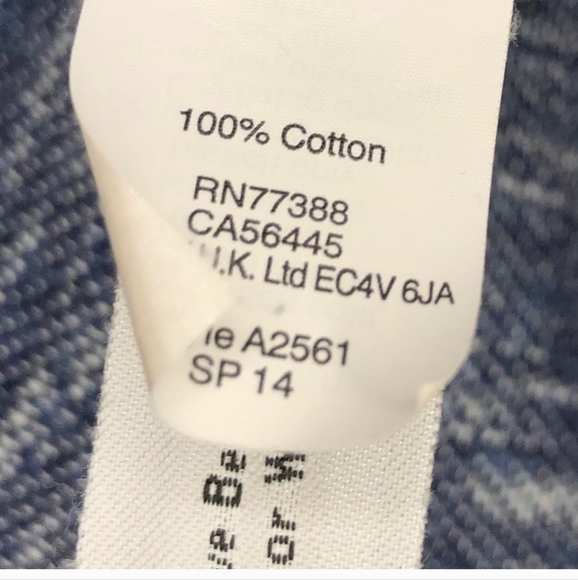 100% Cotton
RN77388
CA56445
U.K. Ltd EC4V 6JA
A2561
SP 14